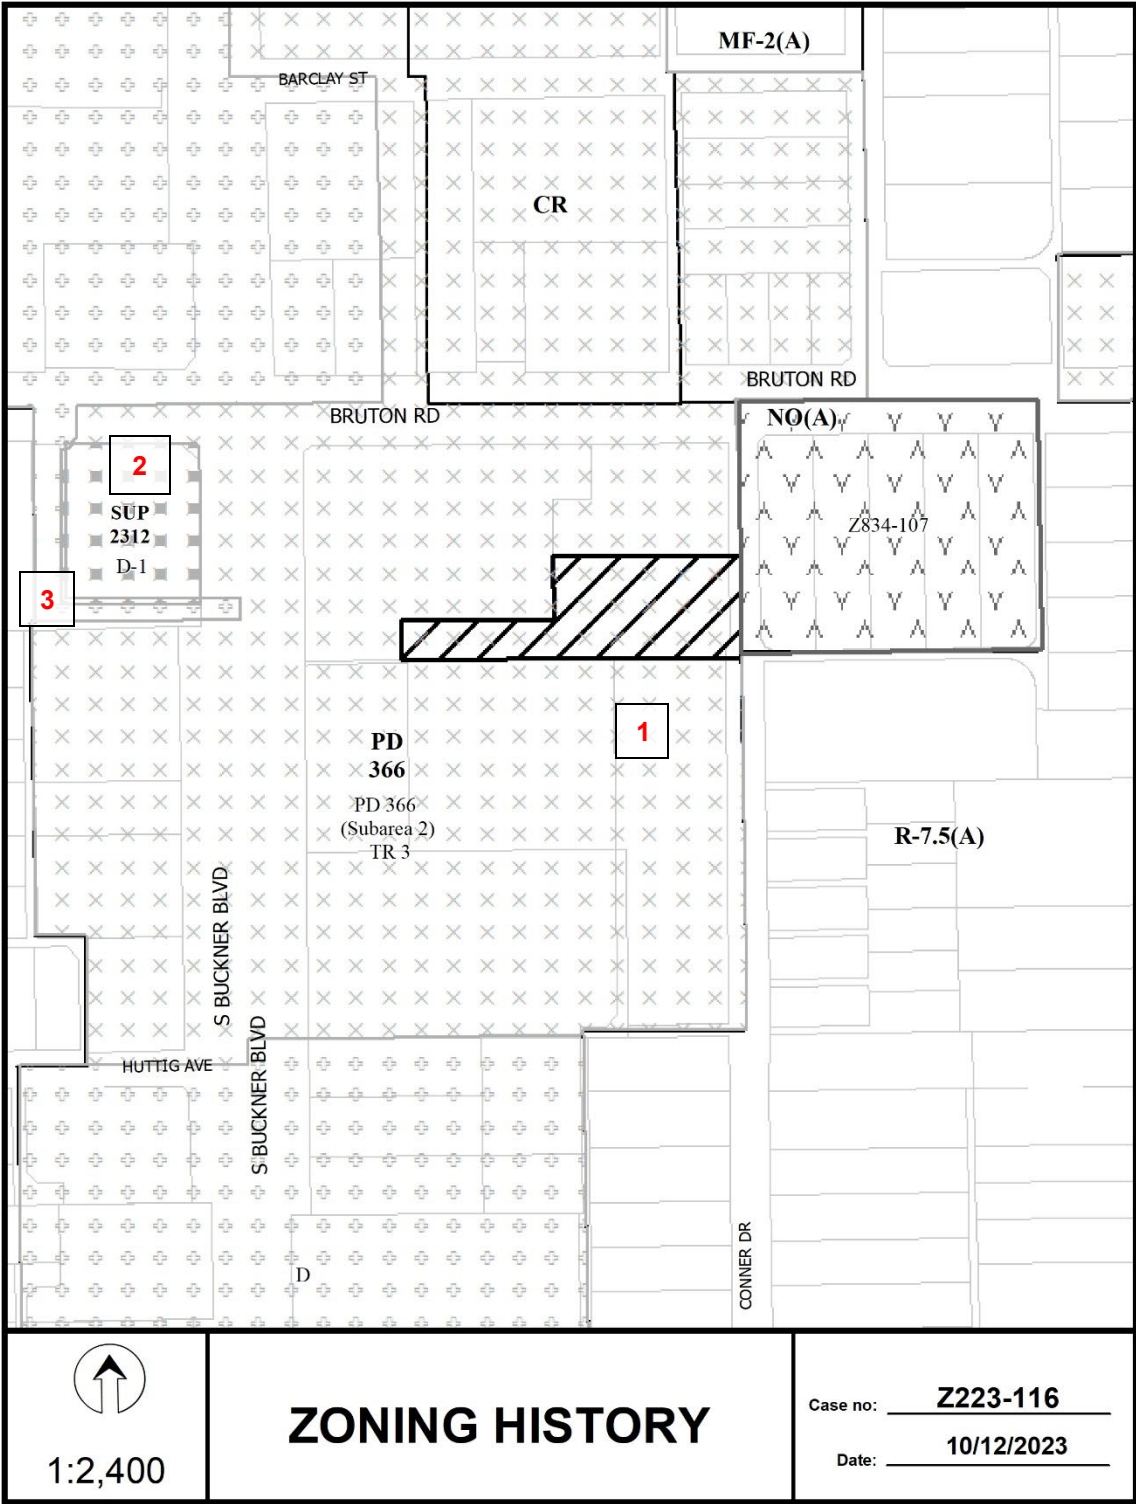 MF-2(A)
BARCLAY ST
CR
BRUTON RD
BRUTON RD
NO(A)
2
SUP
2312
D-1
Z834-107
3
1
PD
366
PD 366
(Subarea 2)
TR 3
R-7.5(A)
S BUCKNER BLVD
S BUCKNER BLVD
HUTTIG AVE
CONNER DR
D
1:2,400
ZONING HISTORY
Case no: Z223-116
Date: 10/12/2023